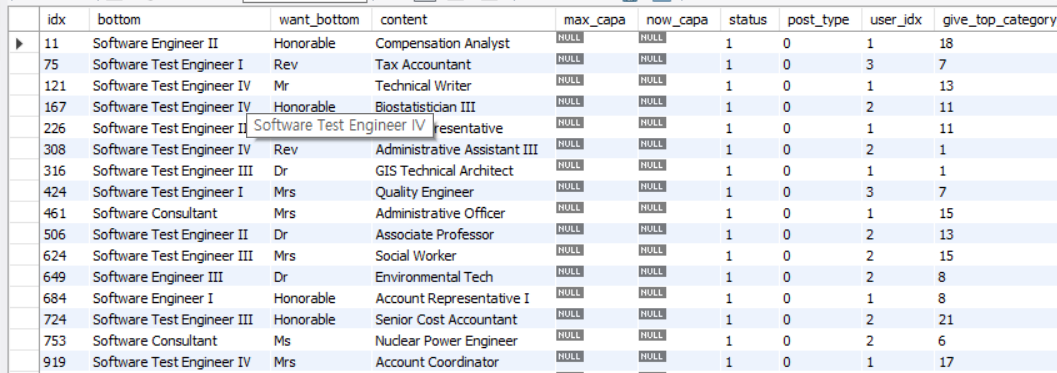 idx bottom want_bottom content max_capa now_capa status post_type user_idx give_top_category
11 Software Engineer II Honorable Compensation Analyst NULL NULL 1 0 1 18
75 Software Test Engineer I Rev Tax Accountant NULL NULL 1 0 3 7
121 Software Test Engineer IV Mr Technical Writer NULL NULL 1 0 1 13
167 Software Test Engineer IV Honorable Biostatistician III NULL NULL 1 0 2 11
226 Software Test Engineer NULL NULL 1 0 1 11
Software Test Engineer IV
308 Software Test Engineer IV Rev Administrative Assistant III NULL NULL 1 0 2 1
316 Software Test Engineer III Dr GIS Technical Architect NULL NULL 1 0 1 1
424 Software Test Engineer I Mrs Quality Engineer NULL NULL 1 0 3 7
461 Software Consultant Mrs Administrative Officer NULL NULL 1 0 1 15
506 Software Test Engineer II Dr Associate Professor NULL NULL 1 0 2 13
624 Software Test Engineer III Mrs Social Worker NULL NULL 1 0 2 15
649 Software Engineer III Dr Environmental Tech NULL NULL 1 0 2 8
684 Software Engineer I Honorable Account Representative I NULL NULL 1 0 1 8
724 Software Test Engineer III Honorable Senior Cost Accountant NULL NULL 1 0 2 21
753 Software Consultant Ms Nuclear Power Engineer NULL NULL 1 0 2 6
919 Software Test Engineer IV Mrs Account Coordinator NULL NULL 1 0 1 17